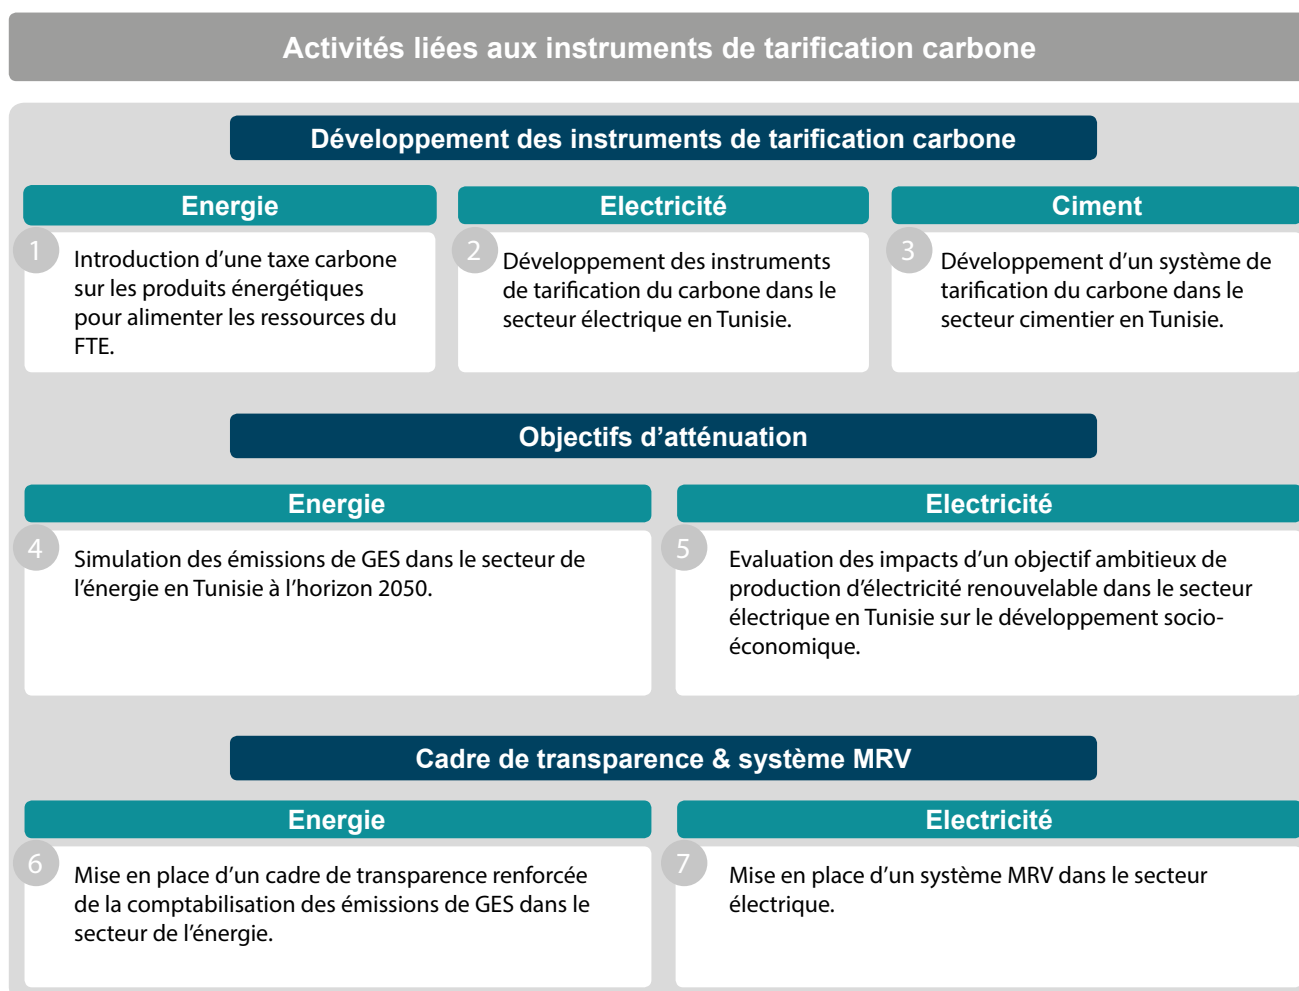 Activités liées aux instruments de tarification carbone
Développement des instruments de tarification carbone
Energie
1
Introduction d’une taxe carbone
sur les produits énergétiques
pour alimenter les ressources du
FTE.
Electricité
2
Développement des instruments
de tarification du carbone dans le
secteur électrique en Tunisie.
Ciment
3
Développement d’un système de
tarification du carbone dans le
secteur cimentier en Tunisie.
Objectifs d’atténuation
Energie
4
Simulation des émissions de GES dans le secteur de
l’énergie en Tunisie à l’horizon 2050.
Electricité
5
Evaluation des impacts d’un objectif ambitieux de
production d’électricité renouvelable dans le secteur
électrique en Tunisie sur le développement socio-
économique.
Cadre de transparence & système MRV
Energie
6
Mise en place d’un cadre de transparence renforcée
de la comptabilisation des émissions de GES dans le
secteur de l’énergie.
Electricité
7
Mise en place d’un système MRV dans le secteur
électrique.